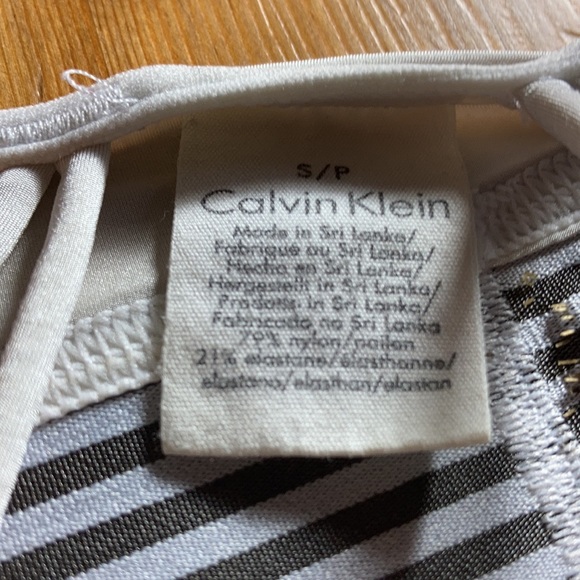 S/P
Calvin Klein
Made in Sri Lanka/
Fabriqué au Sri Lanka/
Hecho en Sri Lanka/
Hergestellt in Sri Lanka/
Prodotto in Sri Lanka/
Fabricado no Sri Lanka
79% nylon/nailon
21% elastane/élasthanne/
elastano/elasthan/elastan